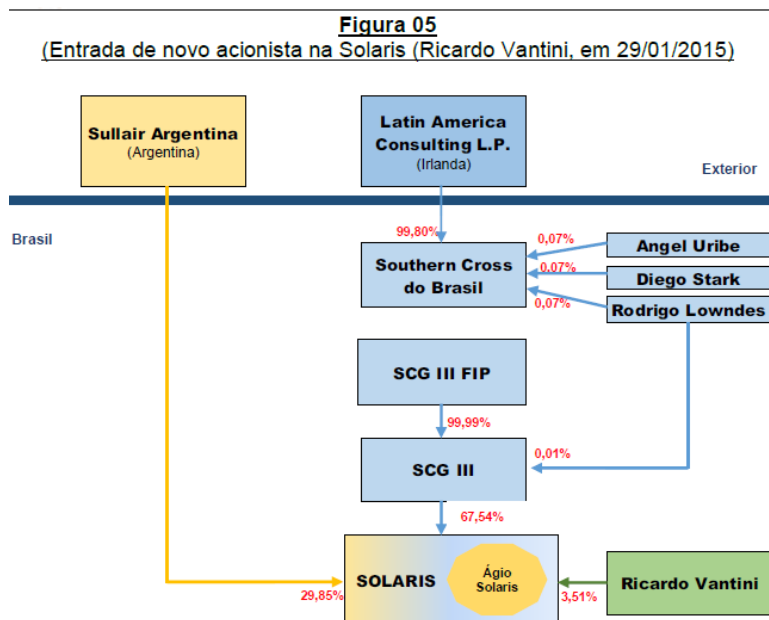 Figura 05
(Entrada de novo acionista na Solaris (Ricardo Vantini, em 29/01/2015)
Sullair Argentina
(Argentina)
Latin America
Consulting L.P.
(Irlanda)
Exterior
Brasil
99,80%
Southern Cross
do Brasil
0,07%
0,07%
0,07%
Angel Uribe
Diego Stark
Rodrigo Lowndes
SCG III FIP
99,99%
SCG III
0,01%
67,54%
SOLARIS
Ágio
Solaris
29,85%
3,51%
Ricardo Vantini